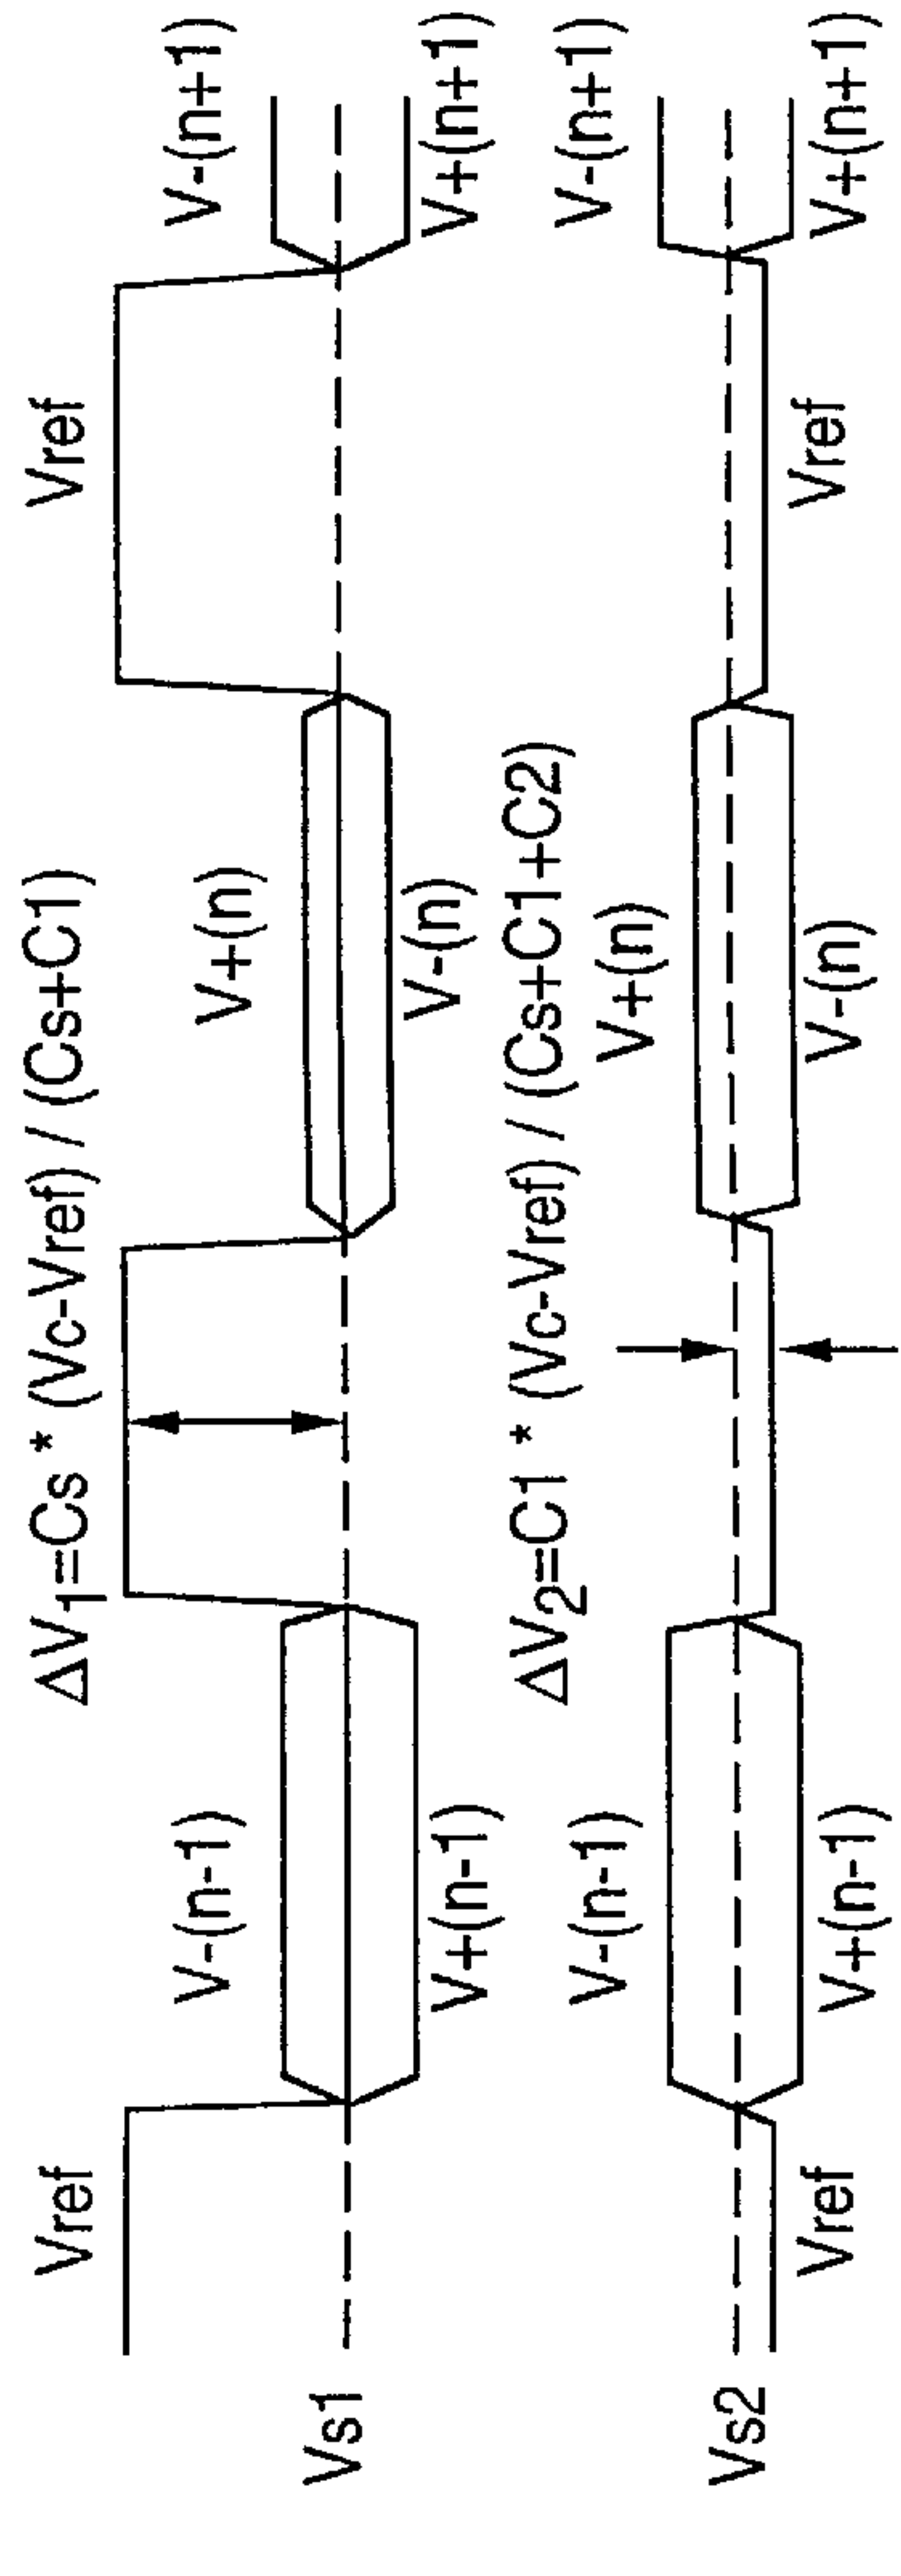 Vref
ΔV1=Cs * (Vc-Vref) / (Cs+C1)
Vref
V-(n-1)
V+(n)
V-(n+1)
Vs1
V+(n-1)
V-(n)
V+(n+1)
ΔV2=C1 * (Vc-Vref) / (Cs+C1+C2)
V-(n-1)
V+(n)
V-(n+1)
Vs2
Vref
V+(n-1)
V-(n)
Vref
V+(n+1)